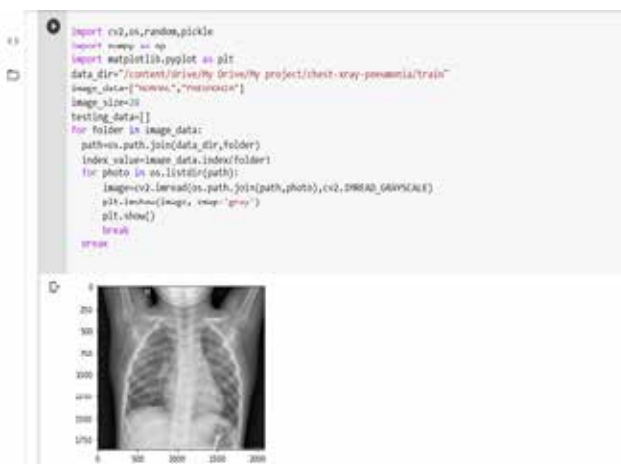 import cv2,os,random,pickle
import numpy as np
import matplotlib.pyplot as plt
data_dir="/content/drive/My Drive/My project/chest-xray-pneumonia/train"
image_data=["NORMAL","PNEUMONIA"]
image_size=28
testing_data=[]
for folder in image_data:
path=os.path.join(data_dir,folder)
index_value=image_data.index(folder)
for photo in os.listdir(path):
image=cv2.imread(os.path.join(path,photo),cv2.IMREAD_GRAYSCALE)
plt.imshow(image, cmap='gray')
plt.show()
break
break
0
250
500
750
1000
1250
1500
1750
0 500 1000 1500 2000